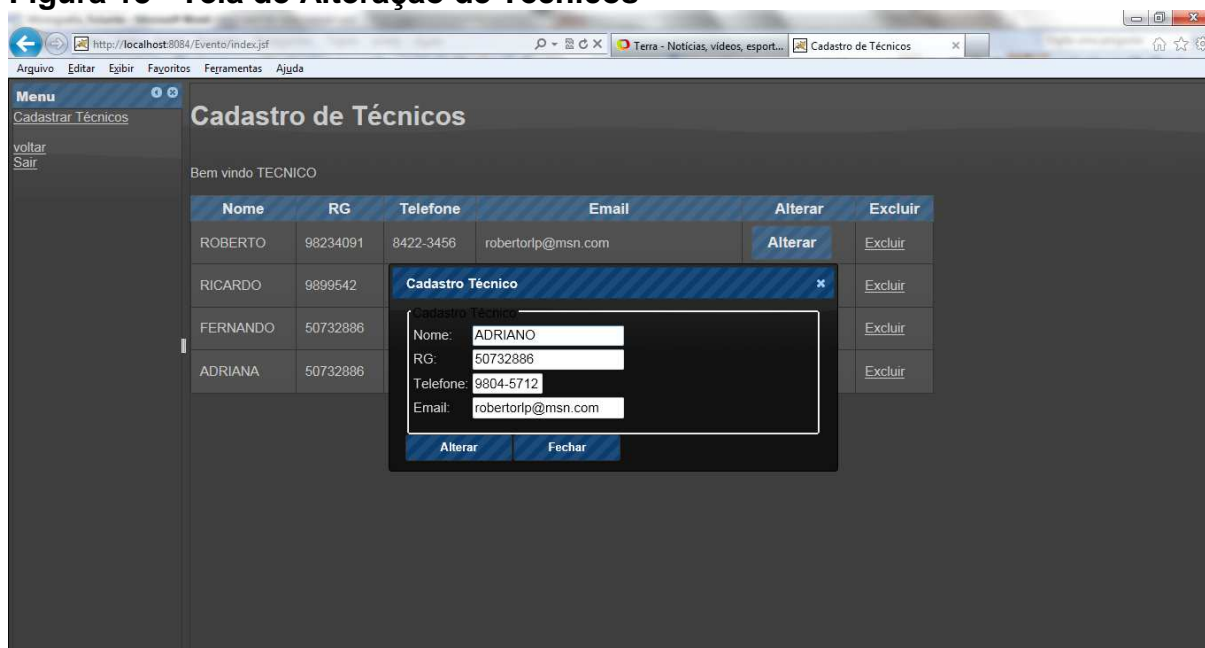 Figura 18 - Tela de Alteração de Técnicos
http://localhost:8084/Evento/index.jsf
Terra - Notícias, vídeos, esport...
Cadastro de Técnicos
Arquivo Editar Exibir Favoritos Ferramentas Ajuda
Menu
Cadastrar Técnicos
voltar
Sair
Cadastro de Técnicos
Bem vindo TECNICO
Nome RG Telefone Email Alterar Excluir
ROBERTO 98234091 8422-3456 robertorlp@msn.com Alterar Excluir
RICARDO 9899542 Excluir
FERNANDO 50732886 Excluir
ADRIANA 50732886 Excluir
Cadastro Técnico
Cadastro Técnico
Nome: ADRIANO
RG: 50732886
Telefone: 9804-5712
Email: robertorlp@msn.com
Alterar Fechar